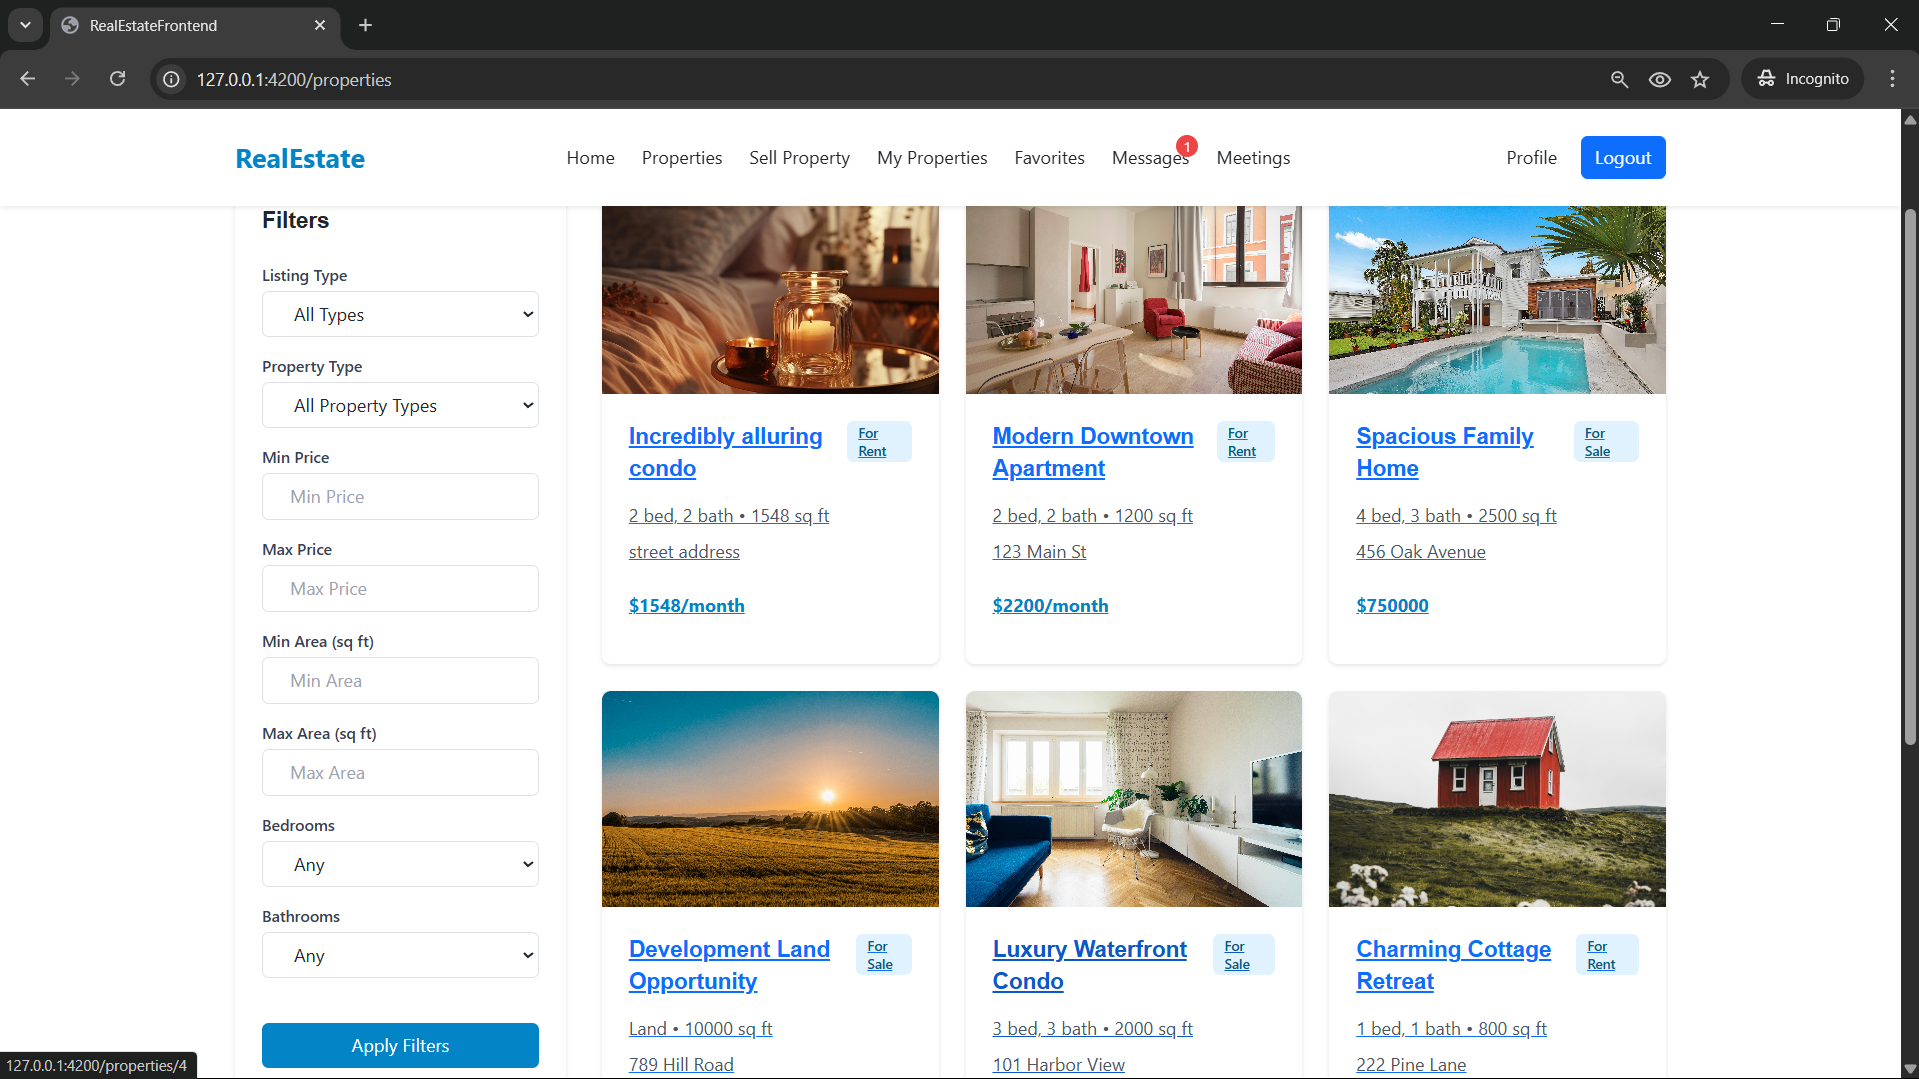 RealEstateFrontend
127.0.0.1:4200/properties
Incognito
RealEstate
Home
Properties
Sell Property
My Properties
Favorites
Messages
1
Meetings
Profile
Logout
Filters
Listing Type
All Types
Property Type
All Property Types
Min Price
Min Price
Max Price
Max Price
Min Area (sq ft)
Min Area
Max Area (sq ft)
Max Area
Bedrooms
Any
Bathrooms
Any
Apply Filters
Incredibly alluring
condo
For
Rent
2 bed, 2 bath • 1548 sq ft
street address
$1548/month
Modern Downtown
Apartment
For
Rent
2 bed, 2 bath • 1200 sq ft
123 Main St
$2200/month
Spacious Family
Home
For
Sale
4 bed, 3 bath • 2500 sq ft
456 Oak Avenue
$750000
Development Land
Opportunity
For
Sale
Land • 10000 sq ft
789 Hill Road
Luxury Waterfront
Condo
For
Sale
3 bed, 3 bath • 2000 sq ft
101 Harbor View
Charming Cottage
Retreat
For
Rent
1 bed, 1 bath • 800 sq ft
222 Pine Lane
127.0.0.1:4200/properties/4